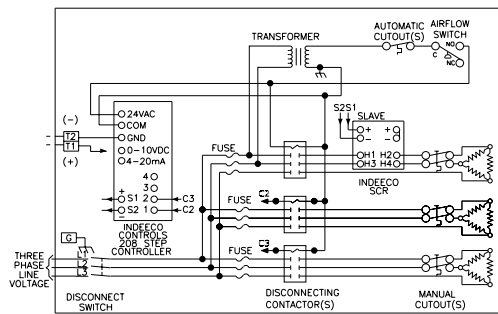 TRANSFORMER
AUTOMATIC
CUTOUT(S)
AIRFLOW
SWITCH
NO
C
NC
24VAC
COM
GND
0-10VDC
4-20mA
(-)
T2
T1
(+)
4
3
+
S1 2
S2 1
-
C3
C2
INDEECO
CONTROLS
208 STEP
CONTROLLER
FUSE
S2S1
SLAVE
+
-
+
-
H1 H2
H3 H4
INDEECO
SCR
FUSE
C2
FUSE
C3
G
THREE
PHASE
LINE
VOLTAGE
DISCONNECT
SWITCH
DISCONNECTING
CONTACTOR(S)
MANUAL
CUTOUT(S)